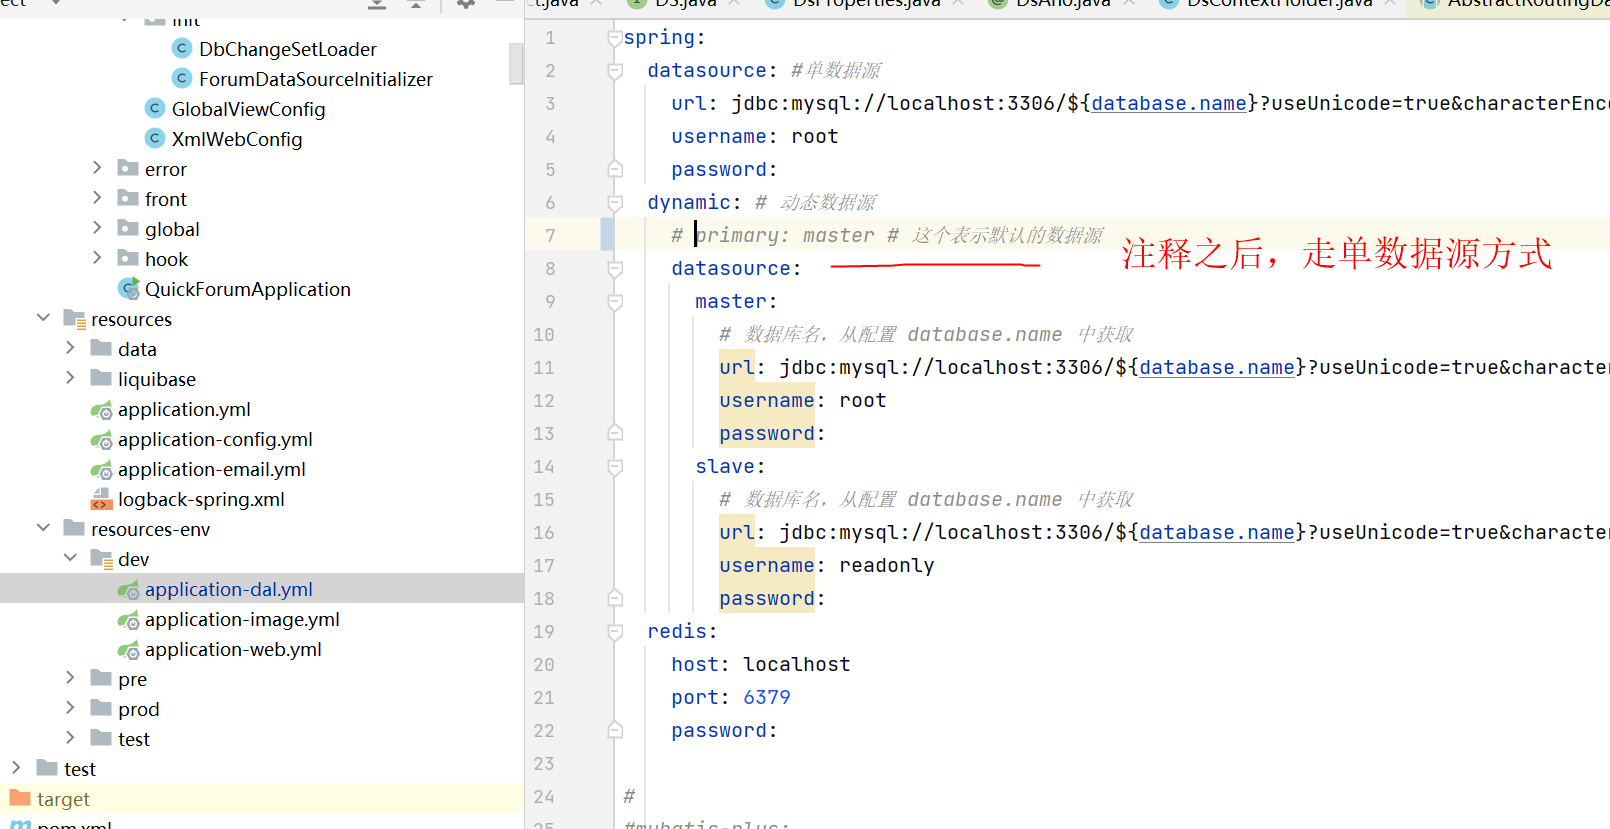 DS.java
DsProperties.java
DsAno.java
DsContextHolder.java
init
DbChangeSetLoader
ForumDataSourceInitializer
GlobalViewConfig
XmlWebConfig
error
front
global
hook
QuickForumApplication
resources
data
liquibase
application.yml
application-config.yml
application-email.yml
logback-spring.xml
resources-env
dev
application-dal.yml
application-image.yml
application-web.yml
pre
prod
test
test
target
pom.xml
1 spring:
2 datasource: #单数据源
3 url: jdbc:mysql://localhost:3306/${database.name}?useUnicode=true&characterEnco
4 username: root
5 password:
6 dynamic: # 动态数据源
7 # primary: master # 这个表示默认的数据源
注释之后，走单数据源方式
8 datasource:
9 master:
10 # 数据库名，从配置 database.name 中获取
11 url: jdbc:mysql://localhost:3306/${database.name}?useUnicode=true&character
12 username: root
13 password:
14 slave:
15 # 数据库名，从配置 database.name 中获取
16 url: jdbc:mysql://localhost:3306/${database.name}?useUnicode=true&character
17 username: readonly
18 password:
19 redis:
20 host: localhost
21 port: 6379
22 password:
23
24 #
25 #mybatis-plus: